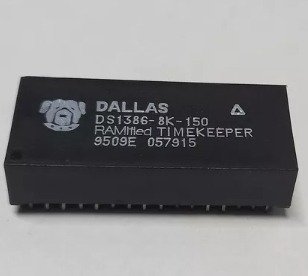 DALLAS
DS1386-8K-150
RAMified TIMEKEEPER
9509E 057915